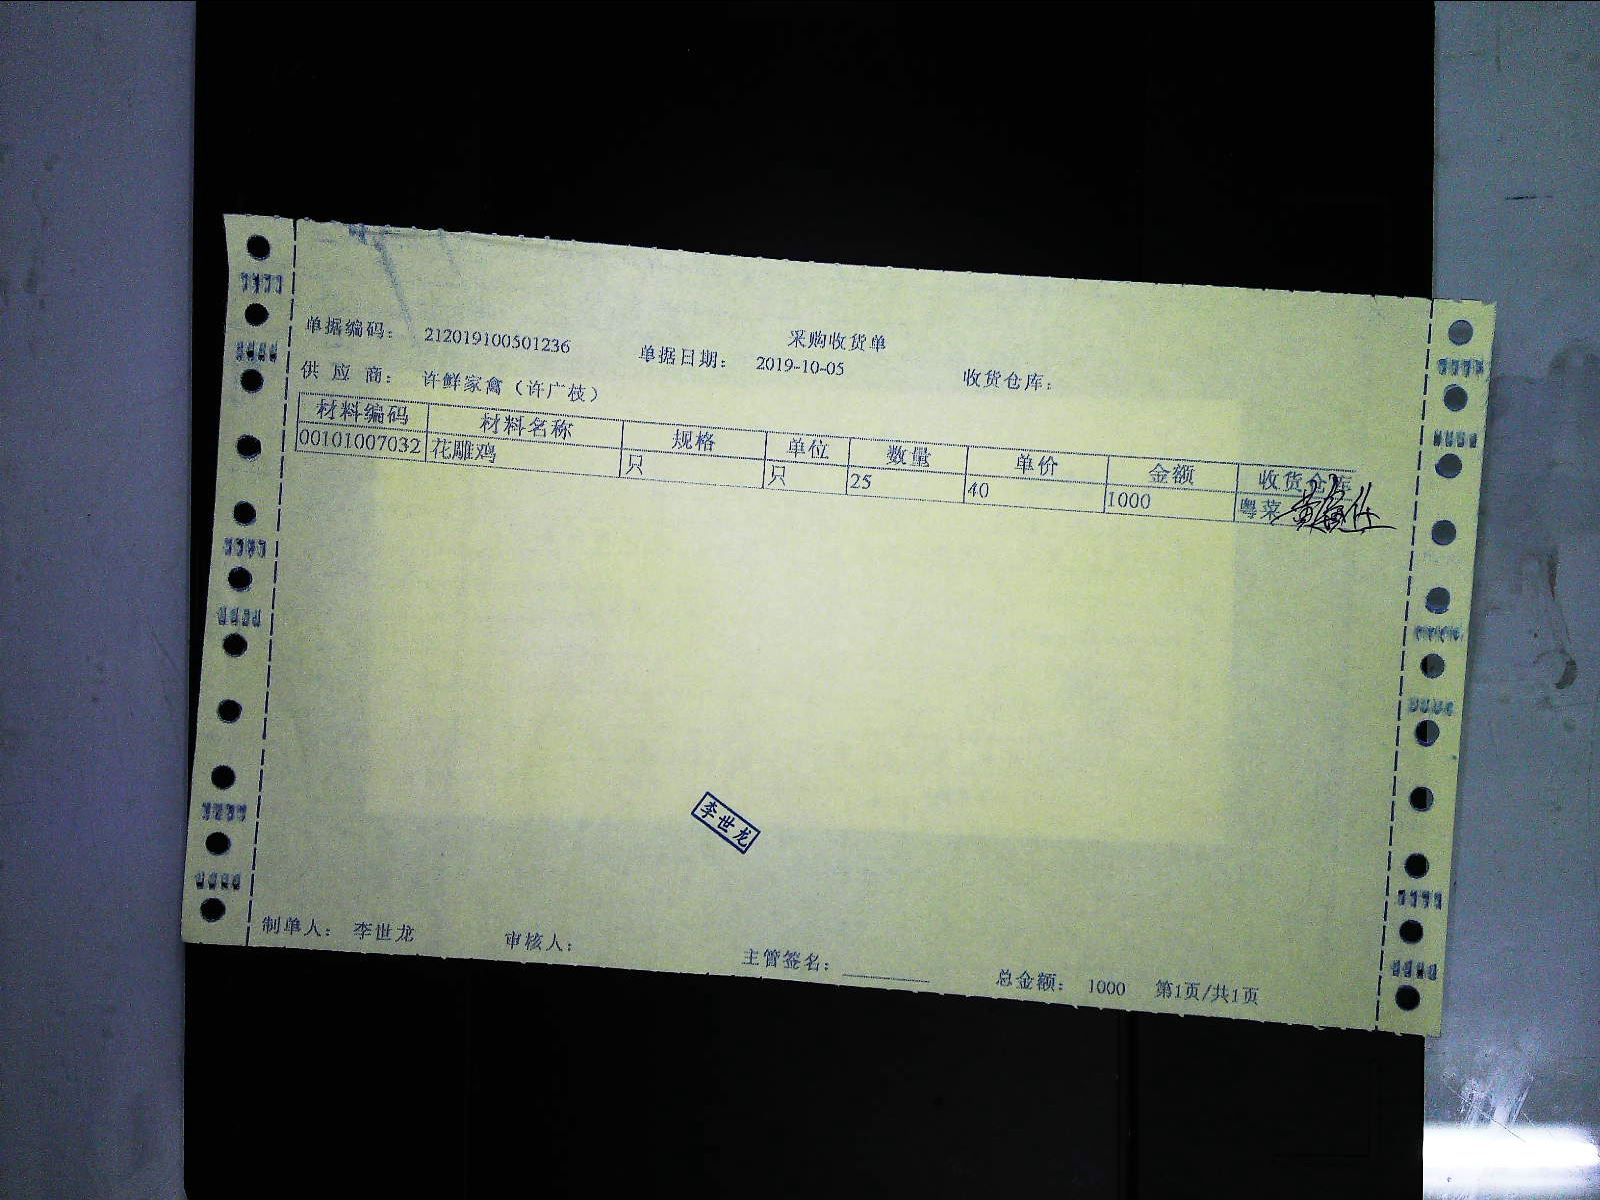 采购收货单
单据编码： 212019100501236 单据日期： 2019-10-05 收货仓库：
供 应 商： 许鲜家禽（许广枝）
材料编码 材料名称 规格 单位 数量 单价 金额 收货仓库
00101007032 花雕鸡 只 只 25 40 1000 粤菜
李世龙
制单人： 李世龙 审核人： 主管签名： 总金额： 1000 第1页/共1页